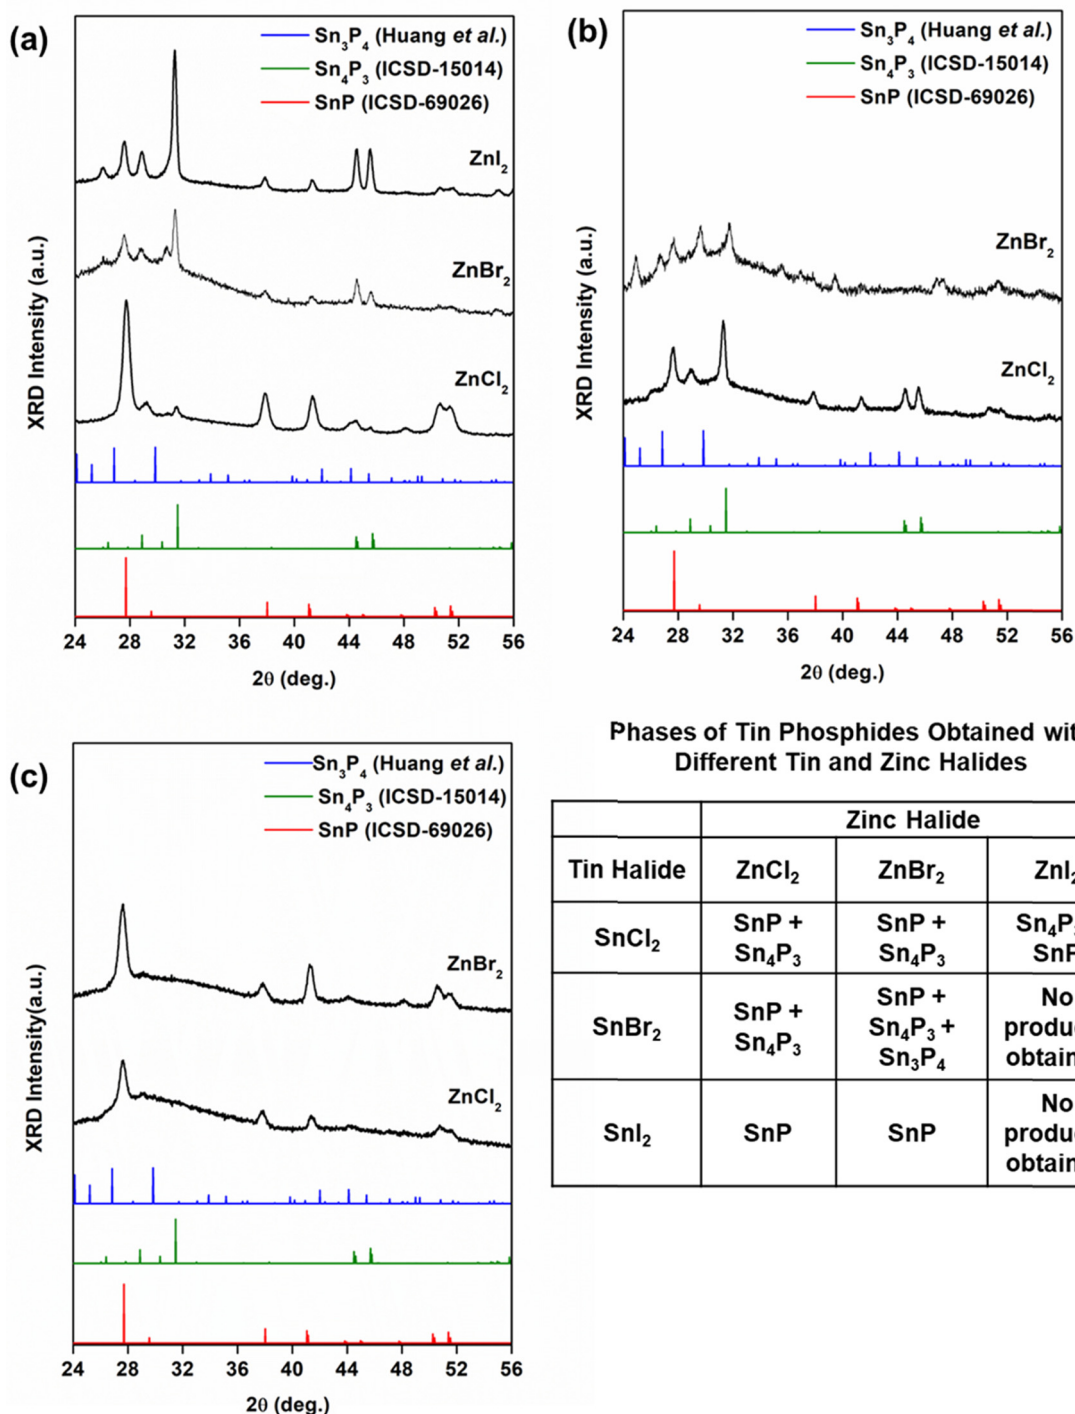 (a)
Sn₃P₄ (Huang et al.)
Sn₄P₃ (ICSD-15014)
SnP (ICSD-69026)
ZnI₂
ZnBr₂
ZnCl₂
XRD Intensity (a.u.)
24 28 32 36 40 44 48 52 56
2θ (deg.)
(b)
Sn₃P₄ (Huang et al.)
Sn₄P₃ (ICSD-15014)
SnP (ICSD-69026)
ZnBr₂
ZnCl₂
XRD Intensity (a.u.)
24 28 32 36 40 44 48 52 56
2θ (deg.)
(c)
Sn₃P₄ (Huang et al.)
Sn₄P₃ (ICSD-15014)
SnP (ICSD-69026)
ZnBr₂
ZnCl₂
XRD Intensity(a.u.)
24 28 32 36 40 44 48 52 56
2θ (deg.)
Phases of Tin Phosphides Obtained
Different Tin and Zinc Halides
Zinc Halide
Tin Halide ZnCl₂ ZnBr₂
SnCl₂
SnP +
Sn₄P₃
SnP +
Sn₄P₃
SnBr₂
SnP +
Sn₄P₃
SnP +
Sn₄P₃ +
Sn₃P₄
No
SnI₂
SnP
SnP
No